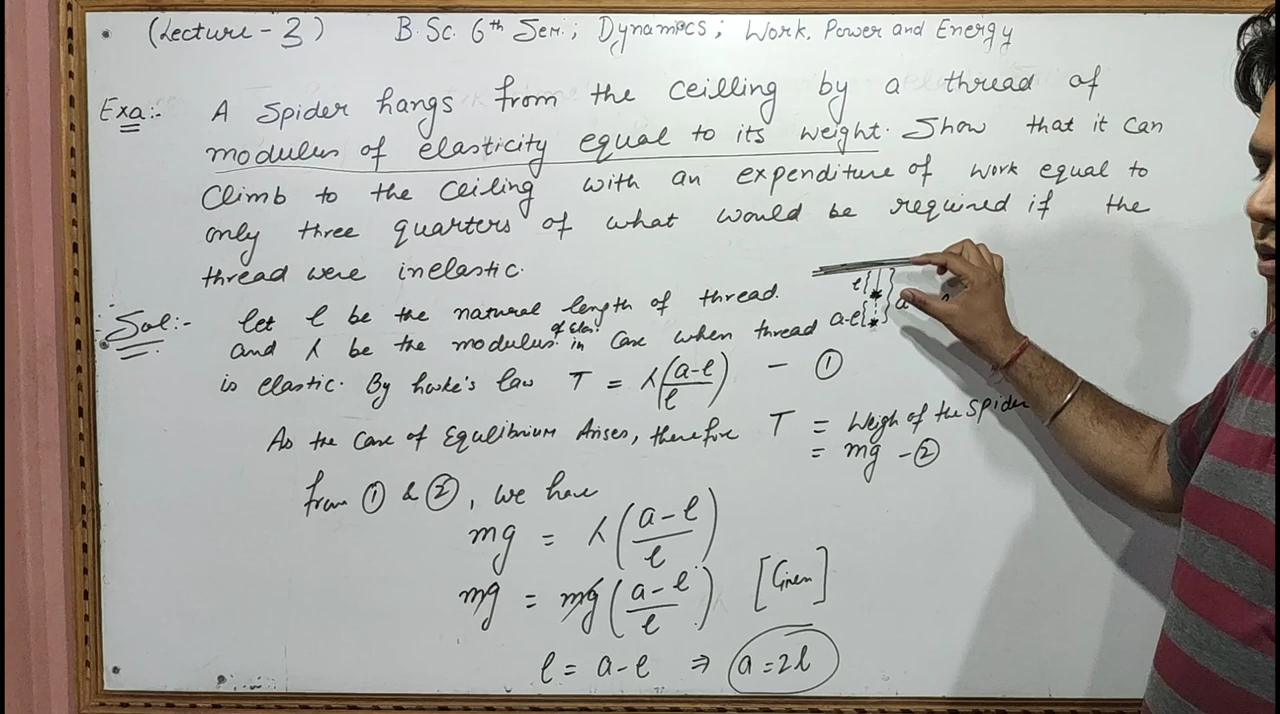 (Lecture - 3) B.Sc. 6th Sem.; Dynamics; Work, Power and Energy
Exa:- A Spider hangs from the ceilling by a thread of
modulus of elasticity equal to its weight. Show that it can
Climb to the Ceiling with an expenditure of work equal to
only three quarters of what would be required if the
thread were inelastic.
Sol:- let l be the natural length of thread.
and λ be the modulus of elas. in Case when thread
is elastic. By hooke's law T = λ((a-l)/l) - ①
l
a-l
a
As the Case of Equlibrium Arises, therefore T = Weigh of the Spider
= mg - ②
from ① & ②, we have
mg = λ((a-l)/l)
mg = mg((a-l)/l) [Given]
l = a-l ⇒ a=2l